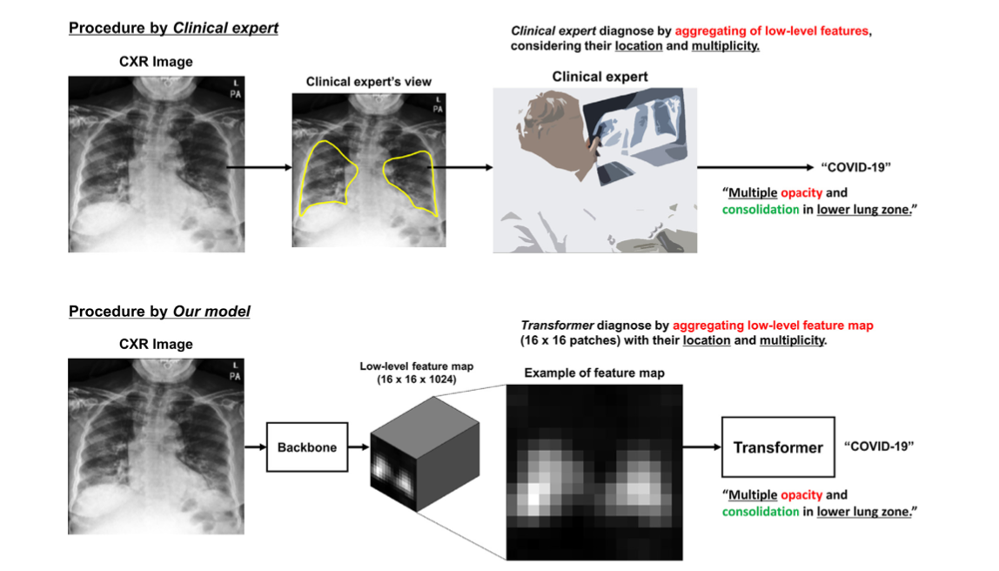 Procedure by Clinical expert
Clinical expert diagnose by aggregating of low-level features,
considering their location and multiplicity.
CXR Image
Clinical expert's view
Clinical expert
L
PA
L
PA
"COVID-19"
"Multiple opacity and
consolidation in lower lung zone."
Procedure by Our model
Transformer diagnose by aggregating low-level feature map
(16 x 16 patches) with their location and multiplicity.
CXR Image
Low-level feature map
(16 x 16 x 1024)
Example of feature map
L
PA
Backbone
Transformer
"COVID-19"
"Multiple opacity and
consolidation in lower lung zone."